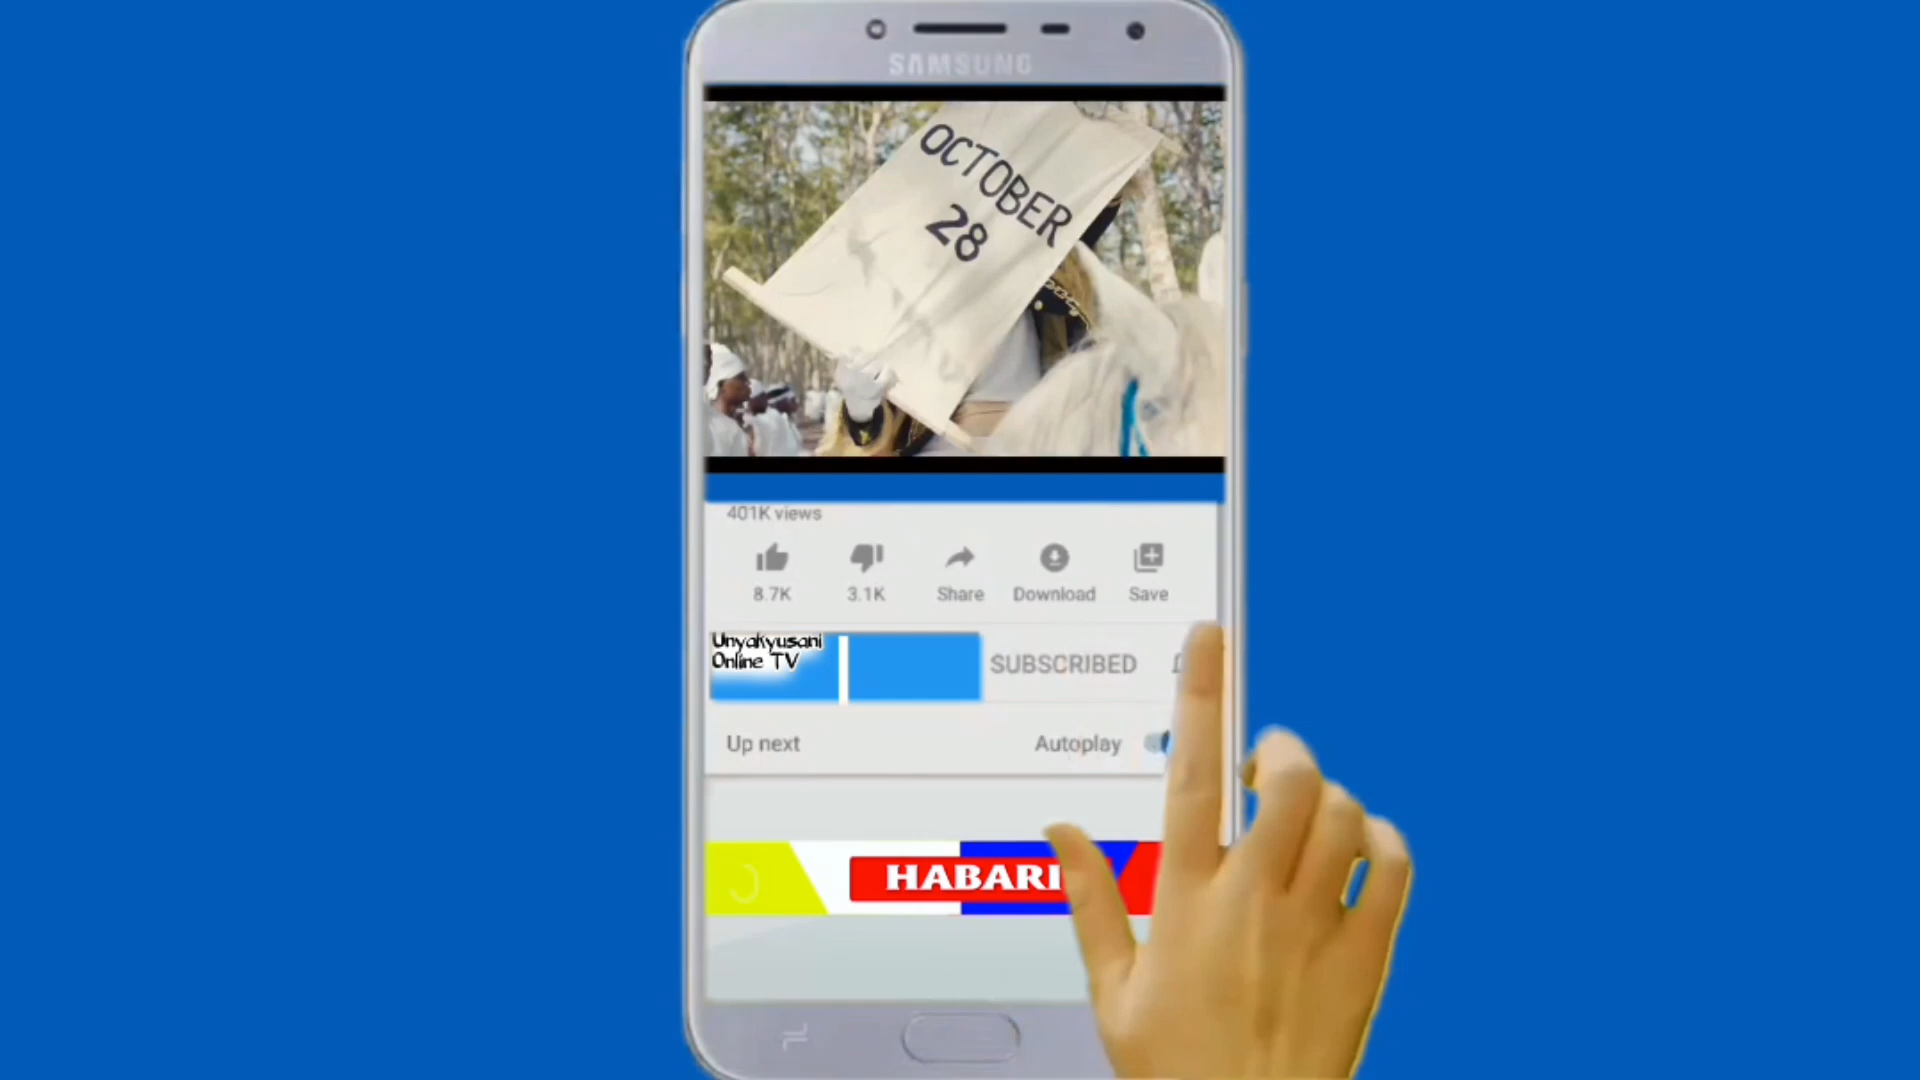 SAMSUNG
OCTOBER
28
401K views
8.7K
3.1K
Share
Download
Save
Unyakyusani
Online TV
SUBSCRIBED
Up next
Autoplay
HABARI